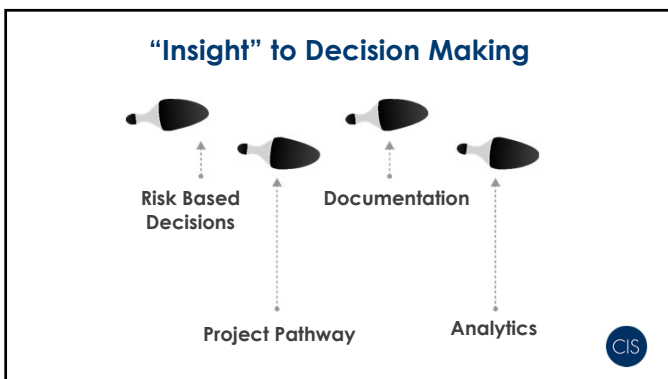 “Insight” to Decision Making
Risk Based
Decisions
Documentation
Project Pathway
Analytics
CIS